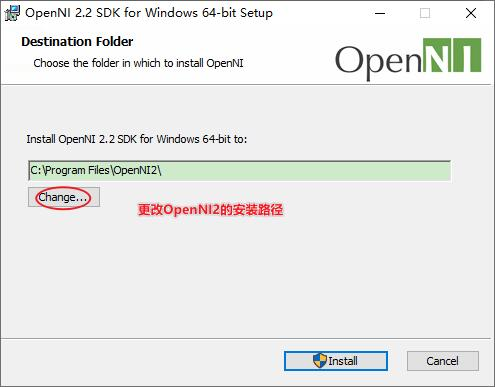 OpenNI 2.2 SDK for Windows 64-bit Setup
Destination Folder
Choose the folder in which to install OpenNI
OpenNI
Install OpenNI 2.2 SDK for Windows 64-bit to:
C:\Program Files\OpenNI2\
Change...
更改OpenNI2的安装路径
Install
Cancel